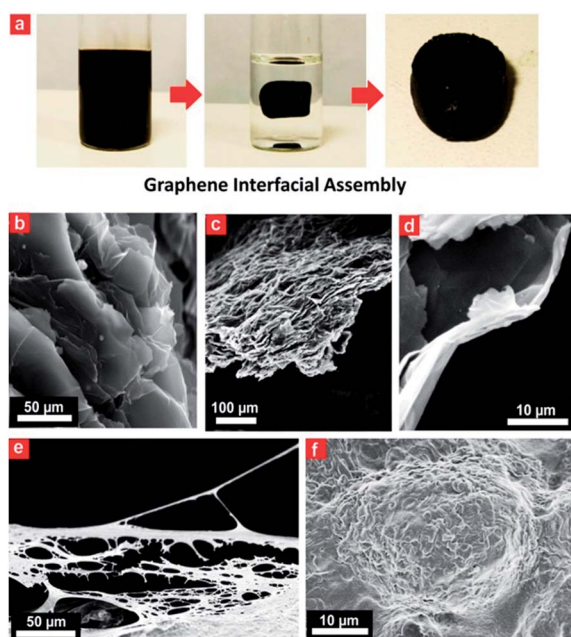 a
Graphene Interfacial Assembly
b
50 µm
c
100 µm
d
10 µm
e
50 µm
f
10 µm